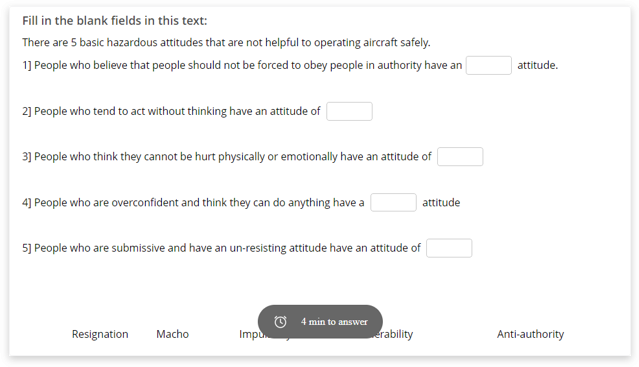 Fill in the blank fields in this text:
There are 5 basic hazardous attitudes that are not helpful to operating aircraft safely.
1] People who believe that people should not be forced to obey people in authority have an attitude.
2] People who tend to act without thinking have an attitude of
3] People who think they cannot be hurt physically or emotionally have an attitude of
4] People who are overconfident and think they can do anything have a attitude
5] People who are submissive and have an un-resisting attitude have an attitude of
4 min to answer
Resignation Macho Anti-authority